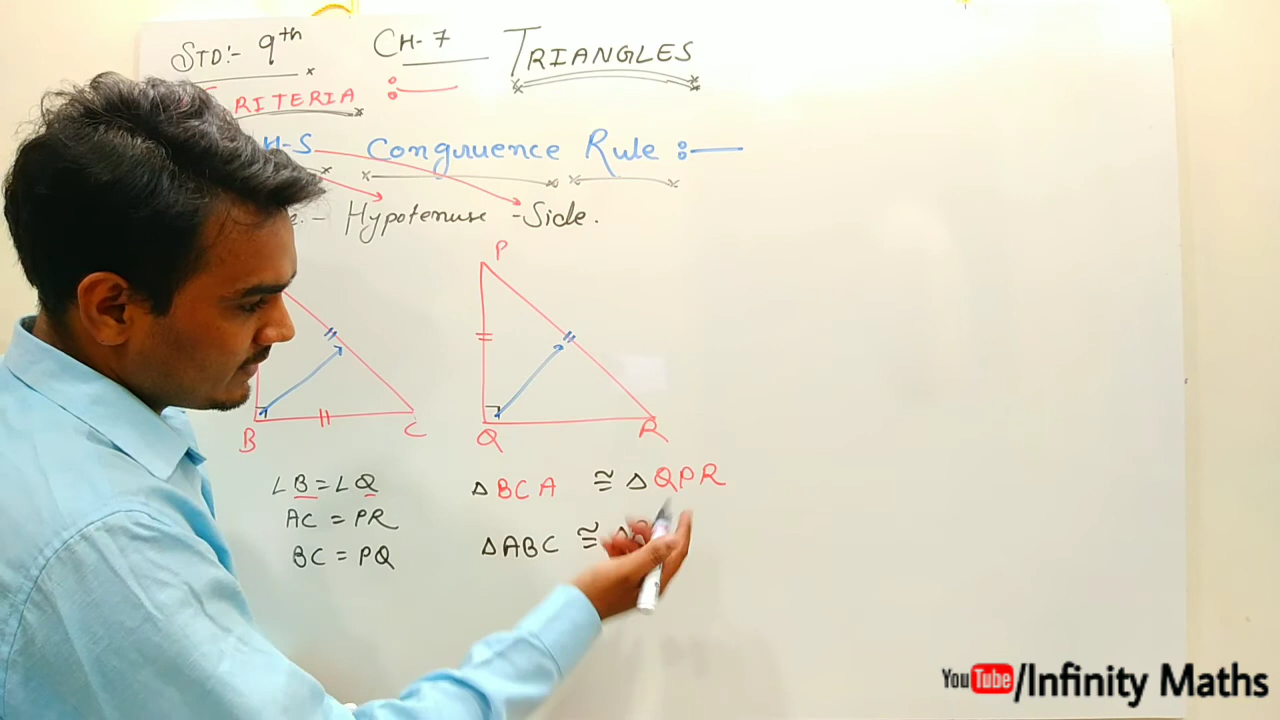 STD:- 9th CH-7 TRIANGLES
CRITERIA :—
H-S Congruence Rule :—
- Hypotenuse - Side.
P
B C Q R
∠B = ∠Q △BCA ≅ △QPR
AC = PR
BC = PQ △ABC ≅ △
YouTube/Infinity Maths